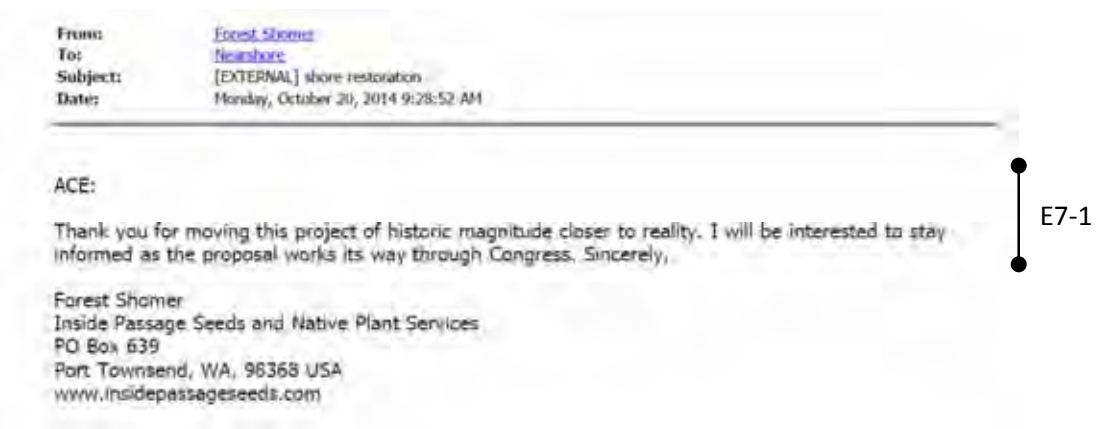 From: Forest Shomer
To: Nearshore
Subject: [EXTERNAL] shore restoration
Date: Monday, October 20, 2014 9:28:52 AM
ACE:
E7-1
Thank you for moving this project of historic magnitude closer to reality. I will be interested to stay
informed as the proposal works its way through Congress. Sincerely,
Forest Shomer
Inside Passage Seeds and Native Plant Services
PO Box 639
Port Townsend, WA, 98368 USA
www.insidepassageseeds.com